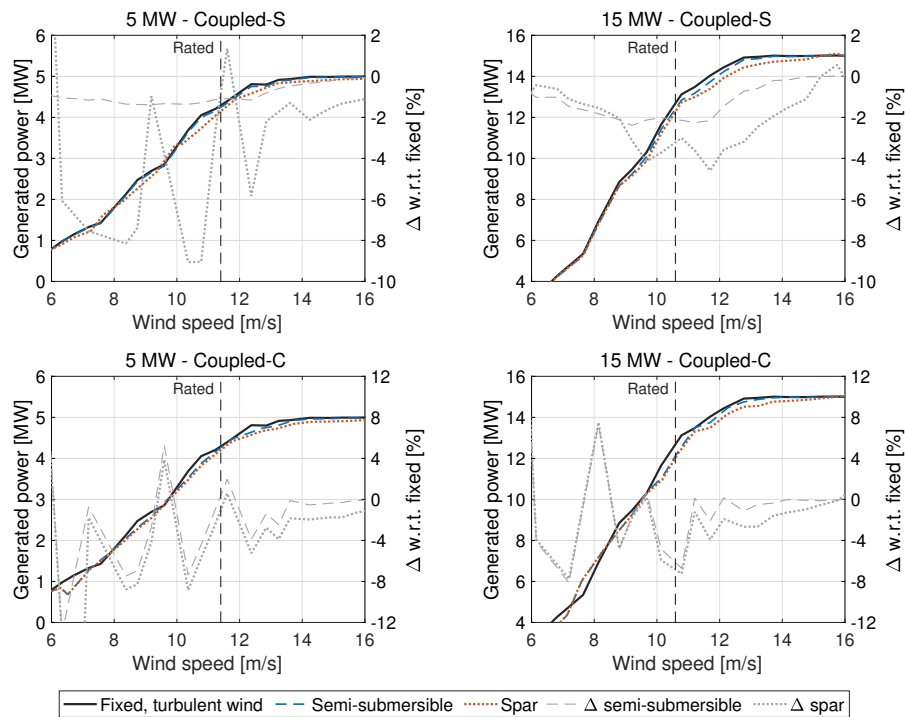 5 MW - Coupled-S
Generated power [MW]
6
5
4
3
2
1
0
Rated
2
0
-2
-4
-6
-8
-10
Δ w.r.t. fixed [%]
6 8 10 12 14 16
Wind speed [m/s]
15 MW - Coupled-S
Generated power [MW]
16
14
12
10
8
6
4
Rated
2
0
-2
-4
-6
-8
-10
Δ w.r.t. fixed [%]
6 8 10 12 14 16
Wind speed [m/s]
5 MW - Coupled-C
Generated power [MW]
6
5
4
3
2
1
0
Rated
12
8
4
0
-4
-8
-12
Δ w.r.t. fixed [%]
6 8 10 12 14 16
Wind speed [m/s]
15 MW - Coupled-C
Generated power [MW]
16
14
12
10
8
6
4
Rated
12
8
4
0
-4
-8
-12
Δ w.r.t. fixed [%]
6 8 10 12 14 16
Wind speed [m/s]
Fixed, turbulent wind Semi-submersible Spar Δ semi-submersible Δ spar